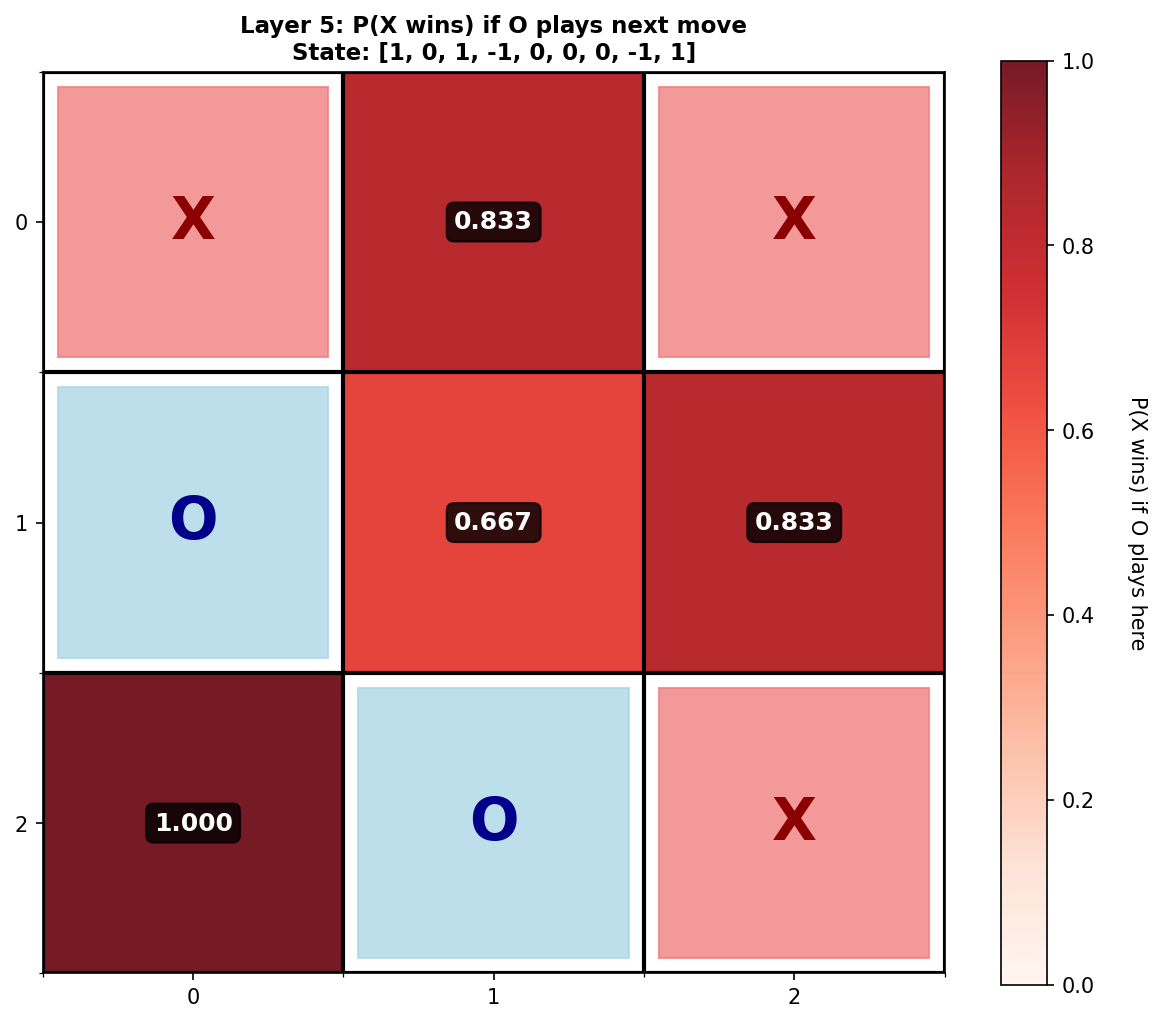 Layer 5: P(X wins) if O plays next move
State: [1, 0, 1, -1, 0, 0, 0, -1, 1]
X
0.833
X
O
0.667
0.833
1.000
O
X
0
1
2
0
1
2
1.0
0.8
0.6
0.4
0.2
0.0
P(X wins) if O plays here